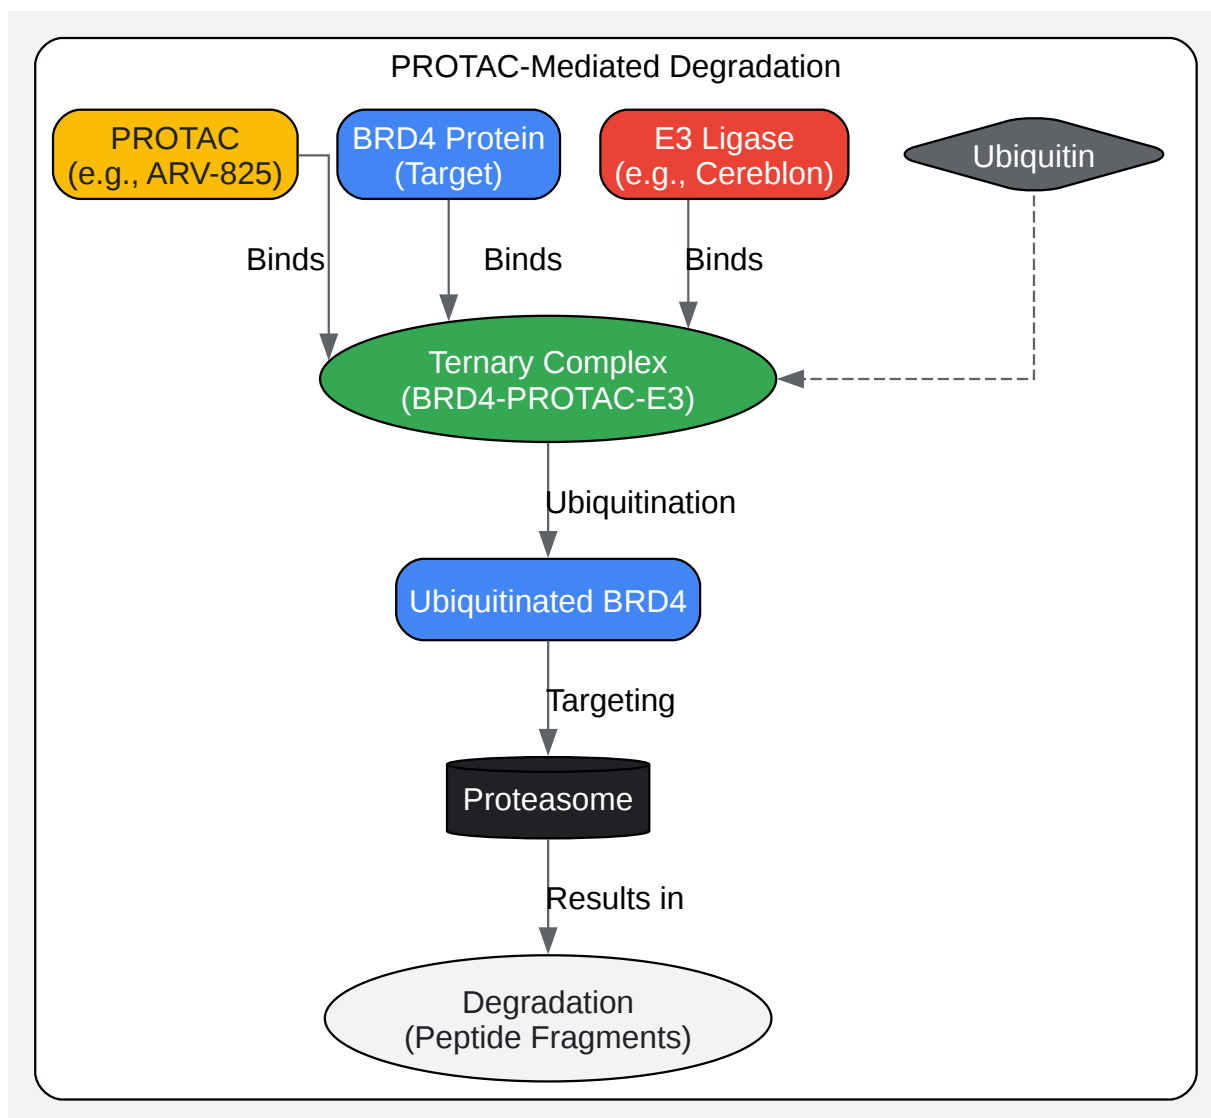 PROTAC-Mediated Degradation
PROTAC
(e.g., ARV-825)
BRD4 Protein
(Target)
E3 Ligase
(e.g., Cereblon)
Ubiquitin
Binds
Binds
Binds
Ternary Complex
(BRD4-PROTAC-E3)
Ubiquitination
Ubiquitinated BRD4
Targeting
Proteasome
Results in
Degradation
(Peptide Fragments)